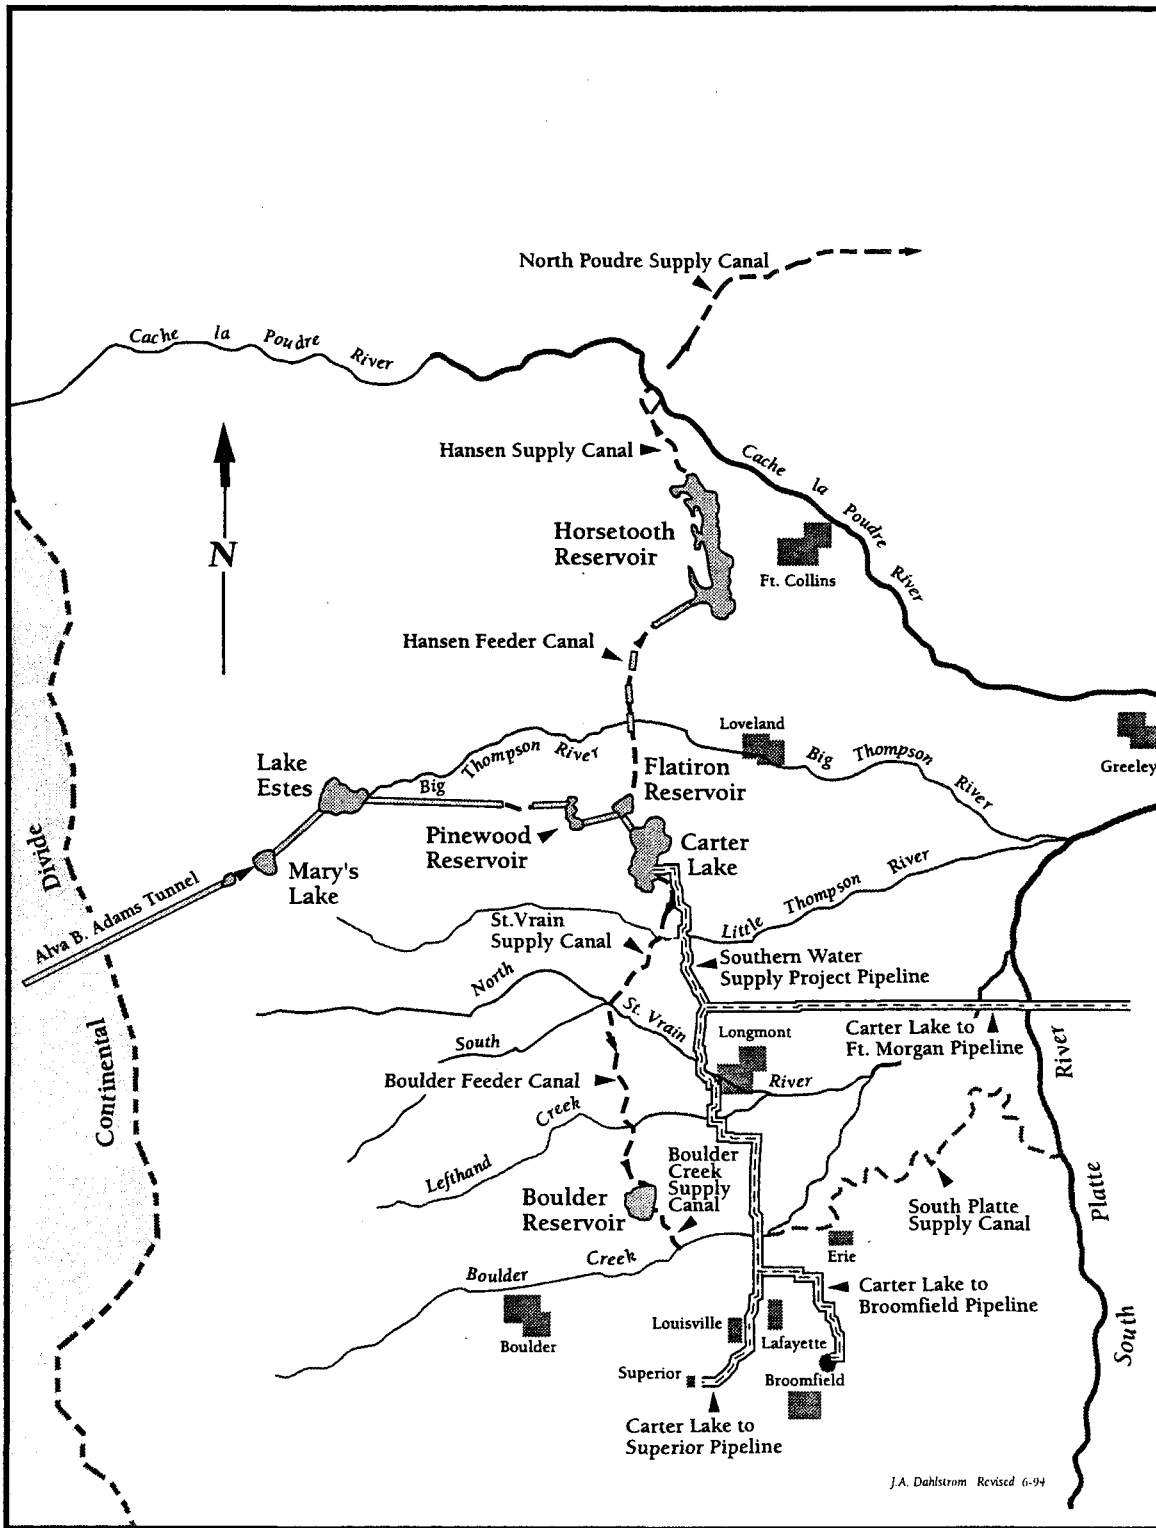 North Poudre Supply Canal
Cache la Poudre River
Hansen Supply Canal
Cache la Poudre River
N
Horsetooth
Reservoir
Ft. Collins
Hansen Feeder Canal
Loveland
Greeley
Big Thompson River
Big Thompson River
Lake
Estes
Flatiron
Reservoir
Pinewood
Reservoir
Carter
Lake
Mary's
Lake
Divide
Alva B. Adams Tunnel
Little Thompson River
St.Vrain
Supply Canal
Southern Water
Supply Project Pipeline
North
South
St. Vrain
River
Longmont
Carter Lake to
Ft. Morgan Pipeline
Continental
Boulder Feeder Canal
Lefthand Creek
Boulder
Creek
Supply
Canal
Boulder
Reservoir
South Platte
Supply Canal
River
Platte
South
Erie
Boulder Creek
Carter Lake to
Broomfield Pipeline
Boulder
Louisville
Lafayette
Superior
Broomfield
Carter Lake to
Superior Pipeline
J.A. Dahlstrom Revised 6-94